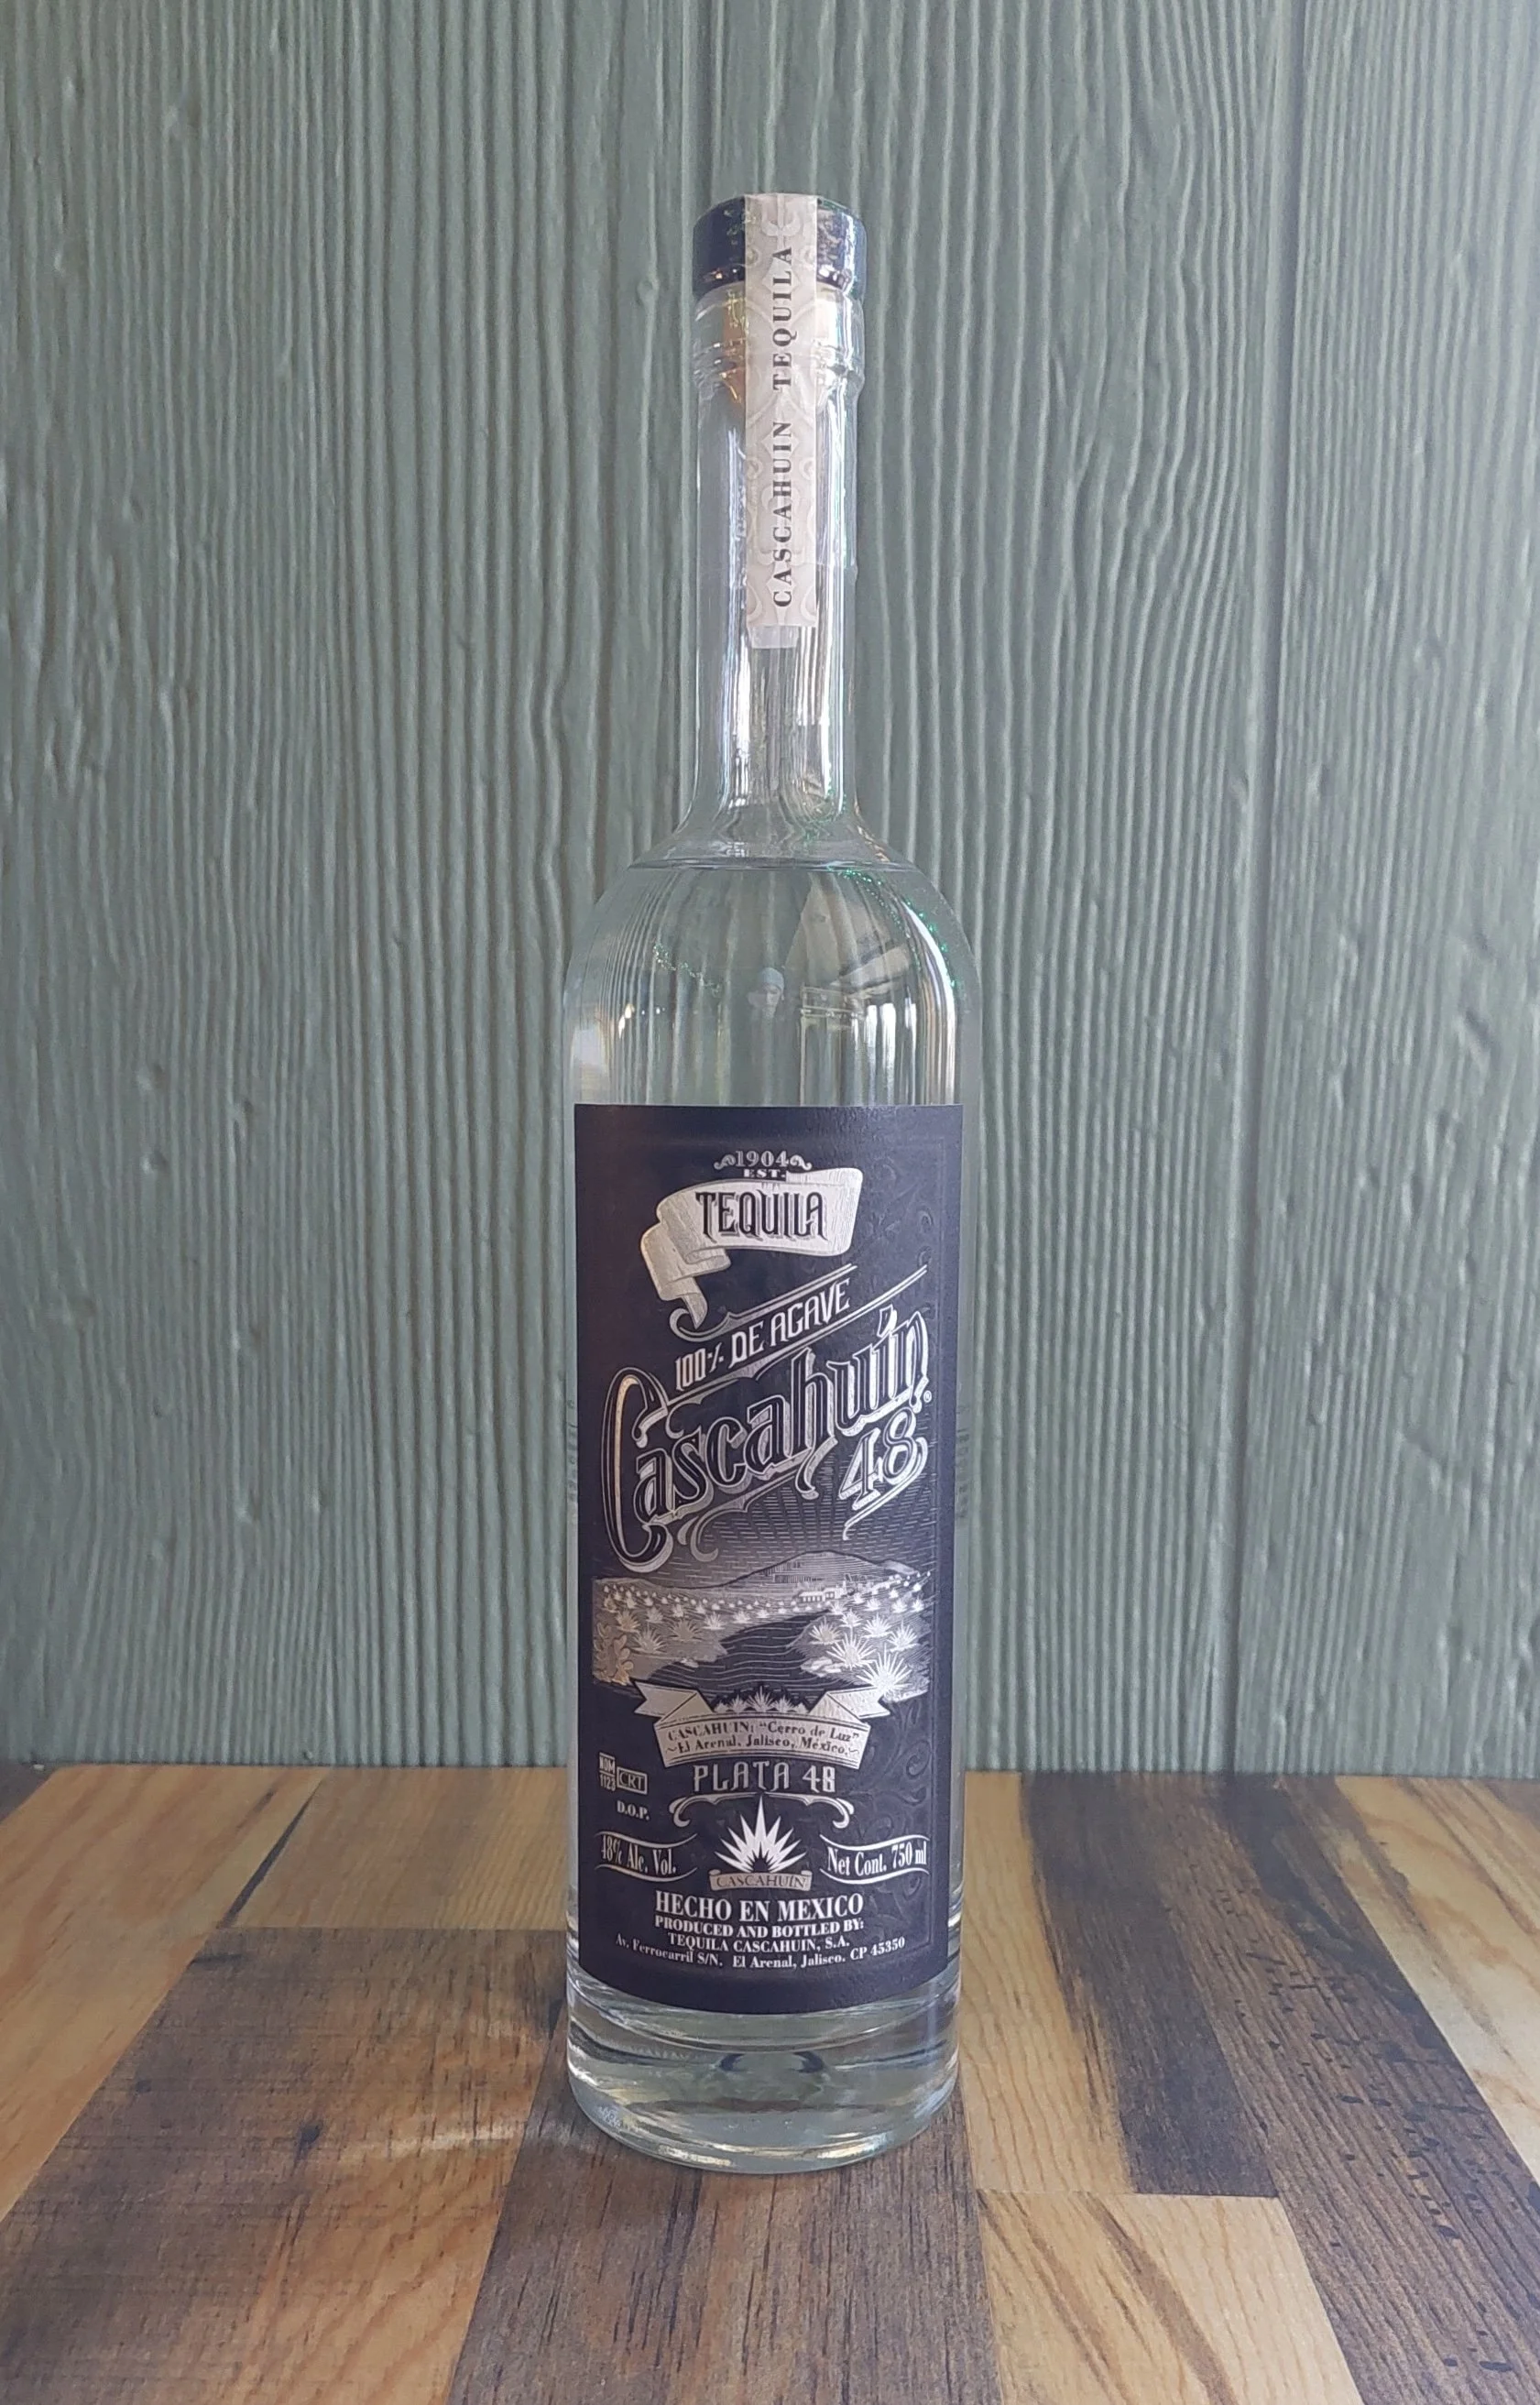 CASCAHUIN TEQUILA
1904
EST.
TEQUILA
100% DE AGAVE
Cascahuín®
48
CASCAHUIN: "Cerro de Luz"
El Arenal, Jalisco, México.
PLATA 48
NOM
1123
CRT
D.O.P.
48% Alc. Vol.
Net Cont. 750 ml
CASCAHUIN
HECHO EN MEXICO
PRODUCED AND BOTTLED BY:
TEQUILA CASCAHUIN, S.A.
Av. Ferrocarril S/N. El Arenal, Jalisco. CP 45350